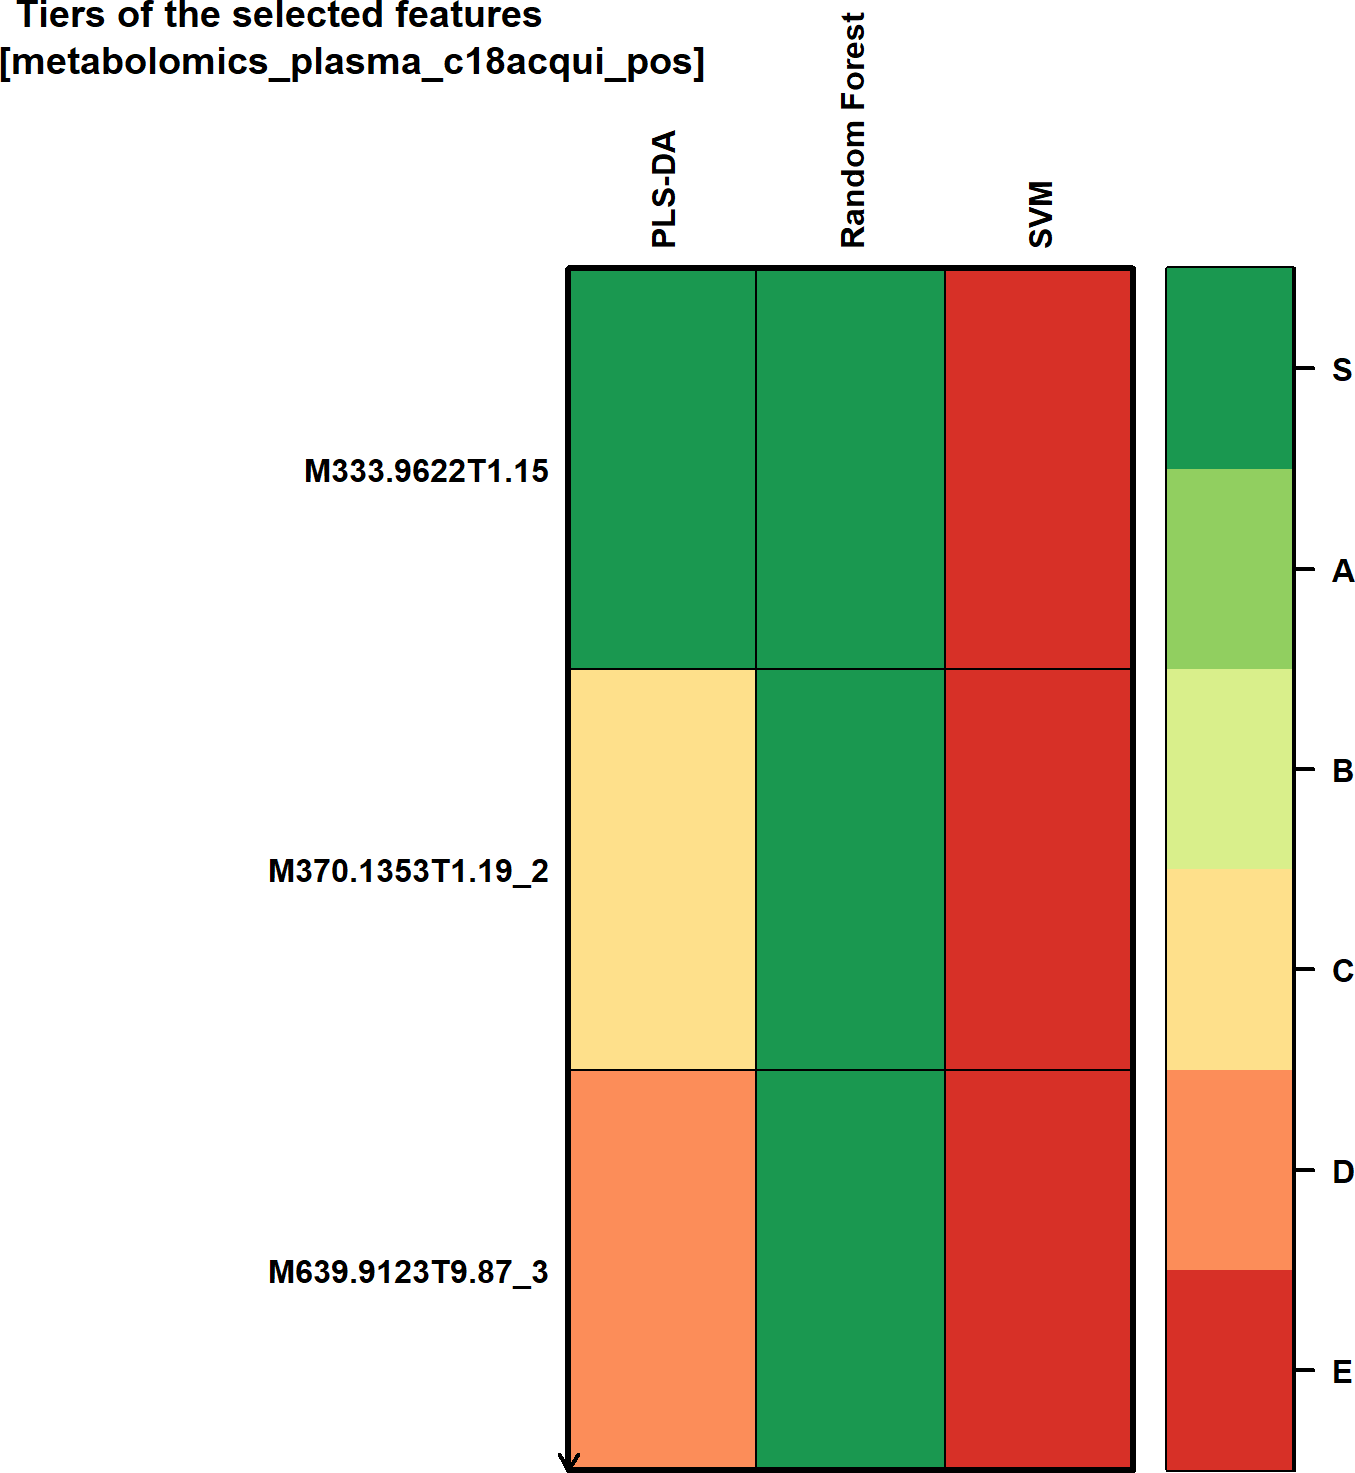 Tiers of the selected features
[metabolomics_plasma_c18acqui_pos]
PLS-DA
Random Forest
SVM
M333.9622T1.15
M370.1353T1.19_2
M639.9123T9.87_3
S
A
B
C
D
E